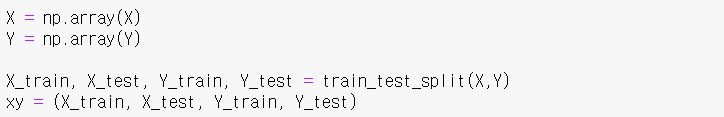 X = np.array(X)
Y = np.array(Y)
X_train, X_test, Y_train, Y_test = train_test_split(X,Y)
xy = (X_train, X_test, Y_train, Y_test)